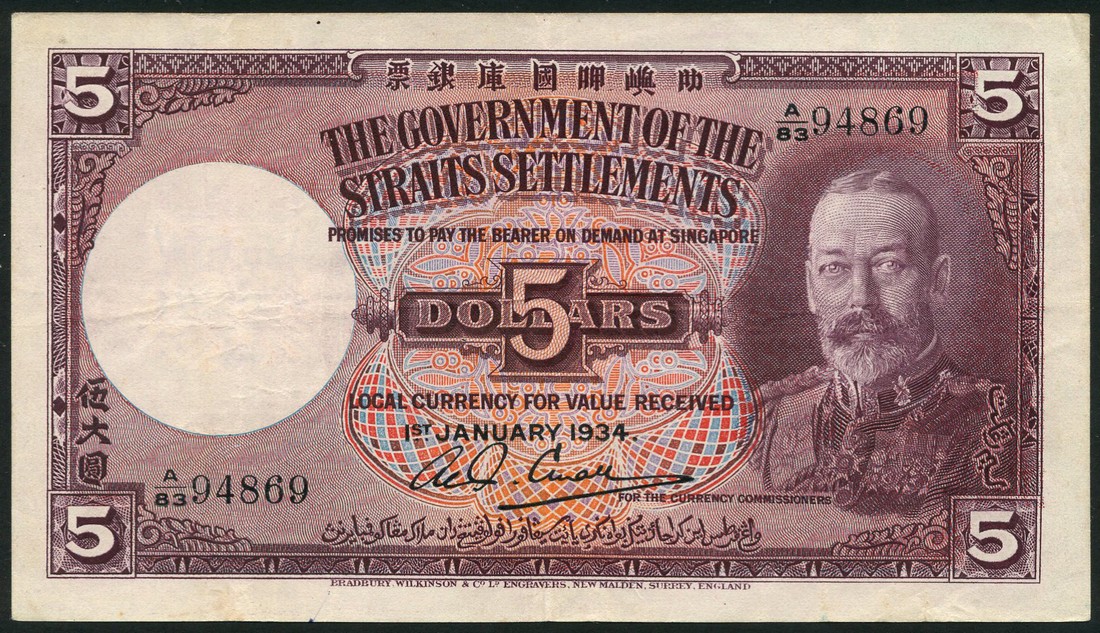 5
5
票銀庫國呷𡄯叻
A/83 94869
THE GOVERNMENT OF THE
STRAITS SETTLEMENTS
PROMISES TO PAY THE BEARER ON DEMAND AT SINGAPORE
5
DOLLARS
LOCAL CURRENCY FOR VALUE RECEIVED
1ST JANUARY 1934.
伍大圓
A/83 94869
FOR THE CURRENCY COMMISSIONERS
5
5
BRADBURY, WILKINSON & Co. Ld. ENGRAVERS, NEW MALDEN, SURREY, ENGLAND